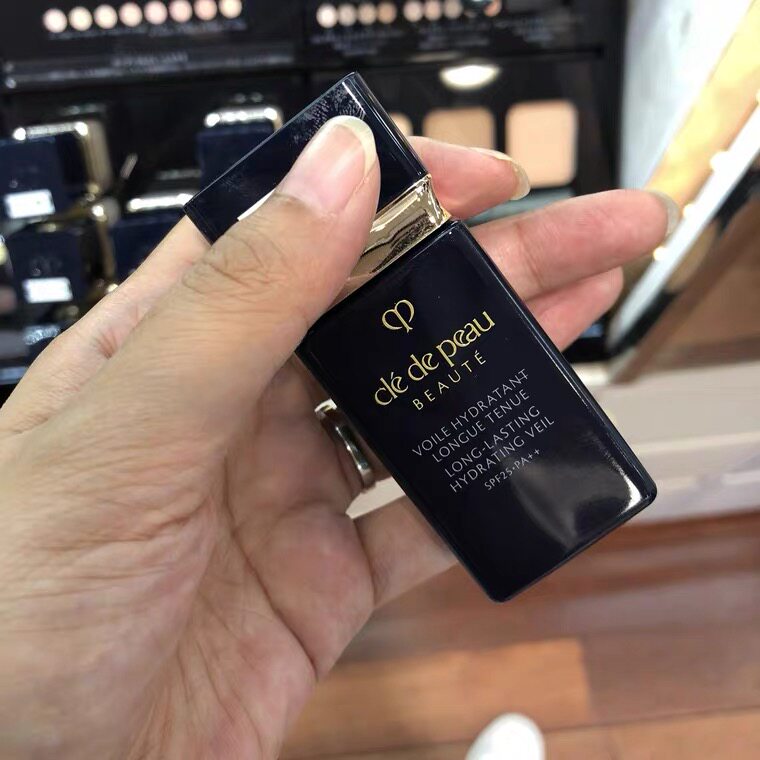 clé de peau
BEAUTÉ
VOILE HYDRATANT
LONGUE TENUE
LONG-LASTING
HYDRATING VEIL
SPF25・PA++